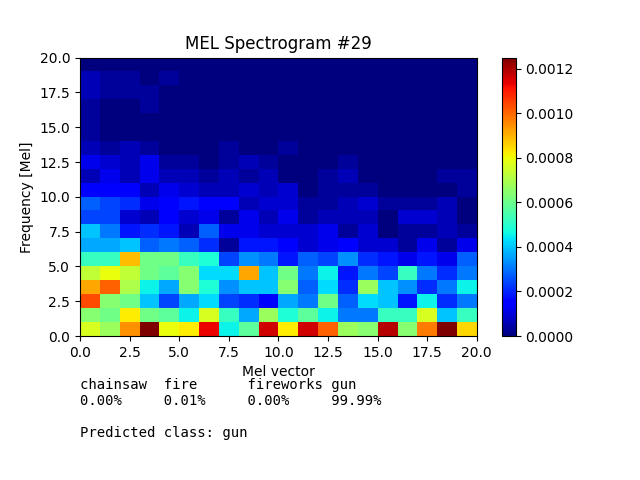 MEL Spectrogram #29
20.0
17.5
15.0
12.5
10.0
7.5
5.0
2.5
0.0
Frequency [Mel]
0.0 2.5 5.0 7.5 10.0 12.5 15.0 17.5 20.0
Mel vector
0.0012
0.0010
0.0008
0.0006
0.0004
0.0002
0.0000
chainsaw fire fireworks gun
0.00% 0.01% 0.00% 99.99%
Predicted class: gun